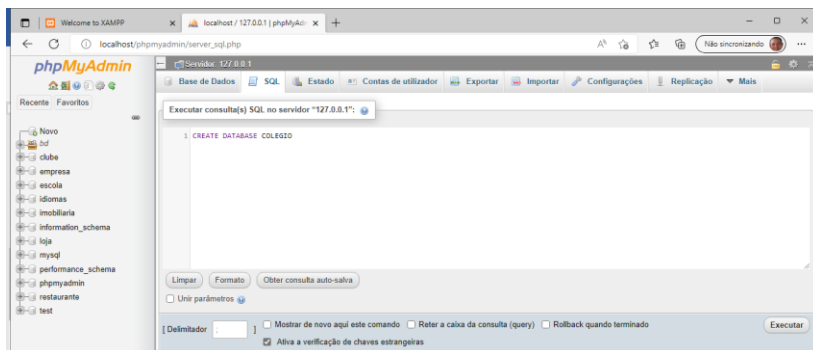 Welcome to XAMPP
localhost / 127.0.0.1 | phpMyAdn
localhost/phpmyadmin/server_sql.php
Não sincronizando
phpMyAdmin
Recente Favoritos
Novo
bd
clube
empresa
escola
idiomas
imobiliaria
information_schema
loja
mysql
performance_schema
phpmyadmin
restaurante
test
Servidor: 127.0.0.1
Base de Dados SQL Estado Contas de utilizador Exportar Importar Configurações Replicação Mais
Executar consulta(s) SQL no servidor "127.0.0.1":
1 CREATE DATABASE COLEGIO
Limpar Formato Obter consulta auto-salva
Unir parâmetros
[ Delimitador ; ] Mostrar de novo aqui este comando Reter a caixa da consulta (query) Rollback quando terminado Executar
Ativa a verificação de chaves estrangeiras